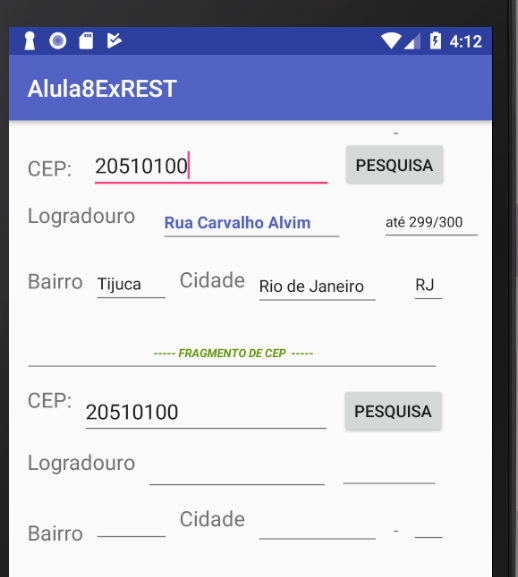 4:12
Alula8ExREST
-
CEP: 20510100 PESQUISA
Logradouro Rua Carvalho Alvim até 299/300
Bairro Tijuca Cidade Rio de Janeiro RJ
----- FRAGMENTO DE CEP -----
CEP: 20510100 PESQUISA
Logradouro
Bairro Cidade -